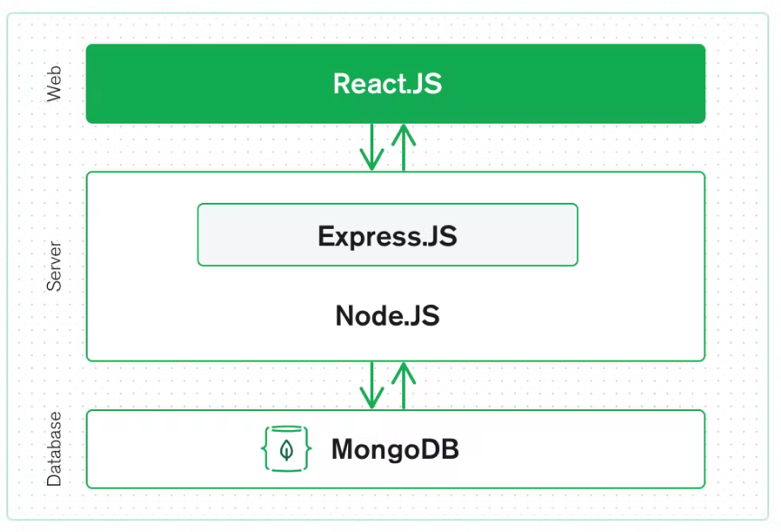 Web
React.JS
Server
Express.JS
Node.JS
Database
MongoDB